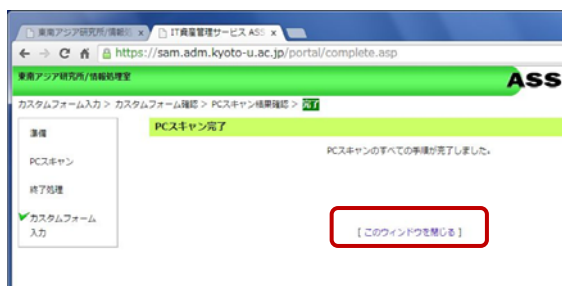 東南アジア研究所/情報処
IT資産管理サービス ASS
https://sam.adm.kyoto-u.ac.jp/portal/complete.asp
東南アジア研究所/情報処理室
ASS
カスタムフォーム入力 > カスタムフォーム確認 > PCスキャン結果確認 > 完了
準備
PCスキャン完了
PCスキャンのすべての手順が完了しました。
PCスキャン
終了処理
カスタムフォーム
入力
[ このウィンドウを閉じる ]